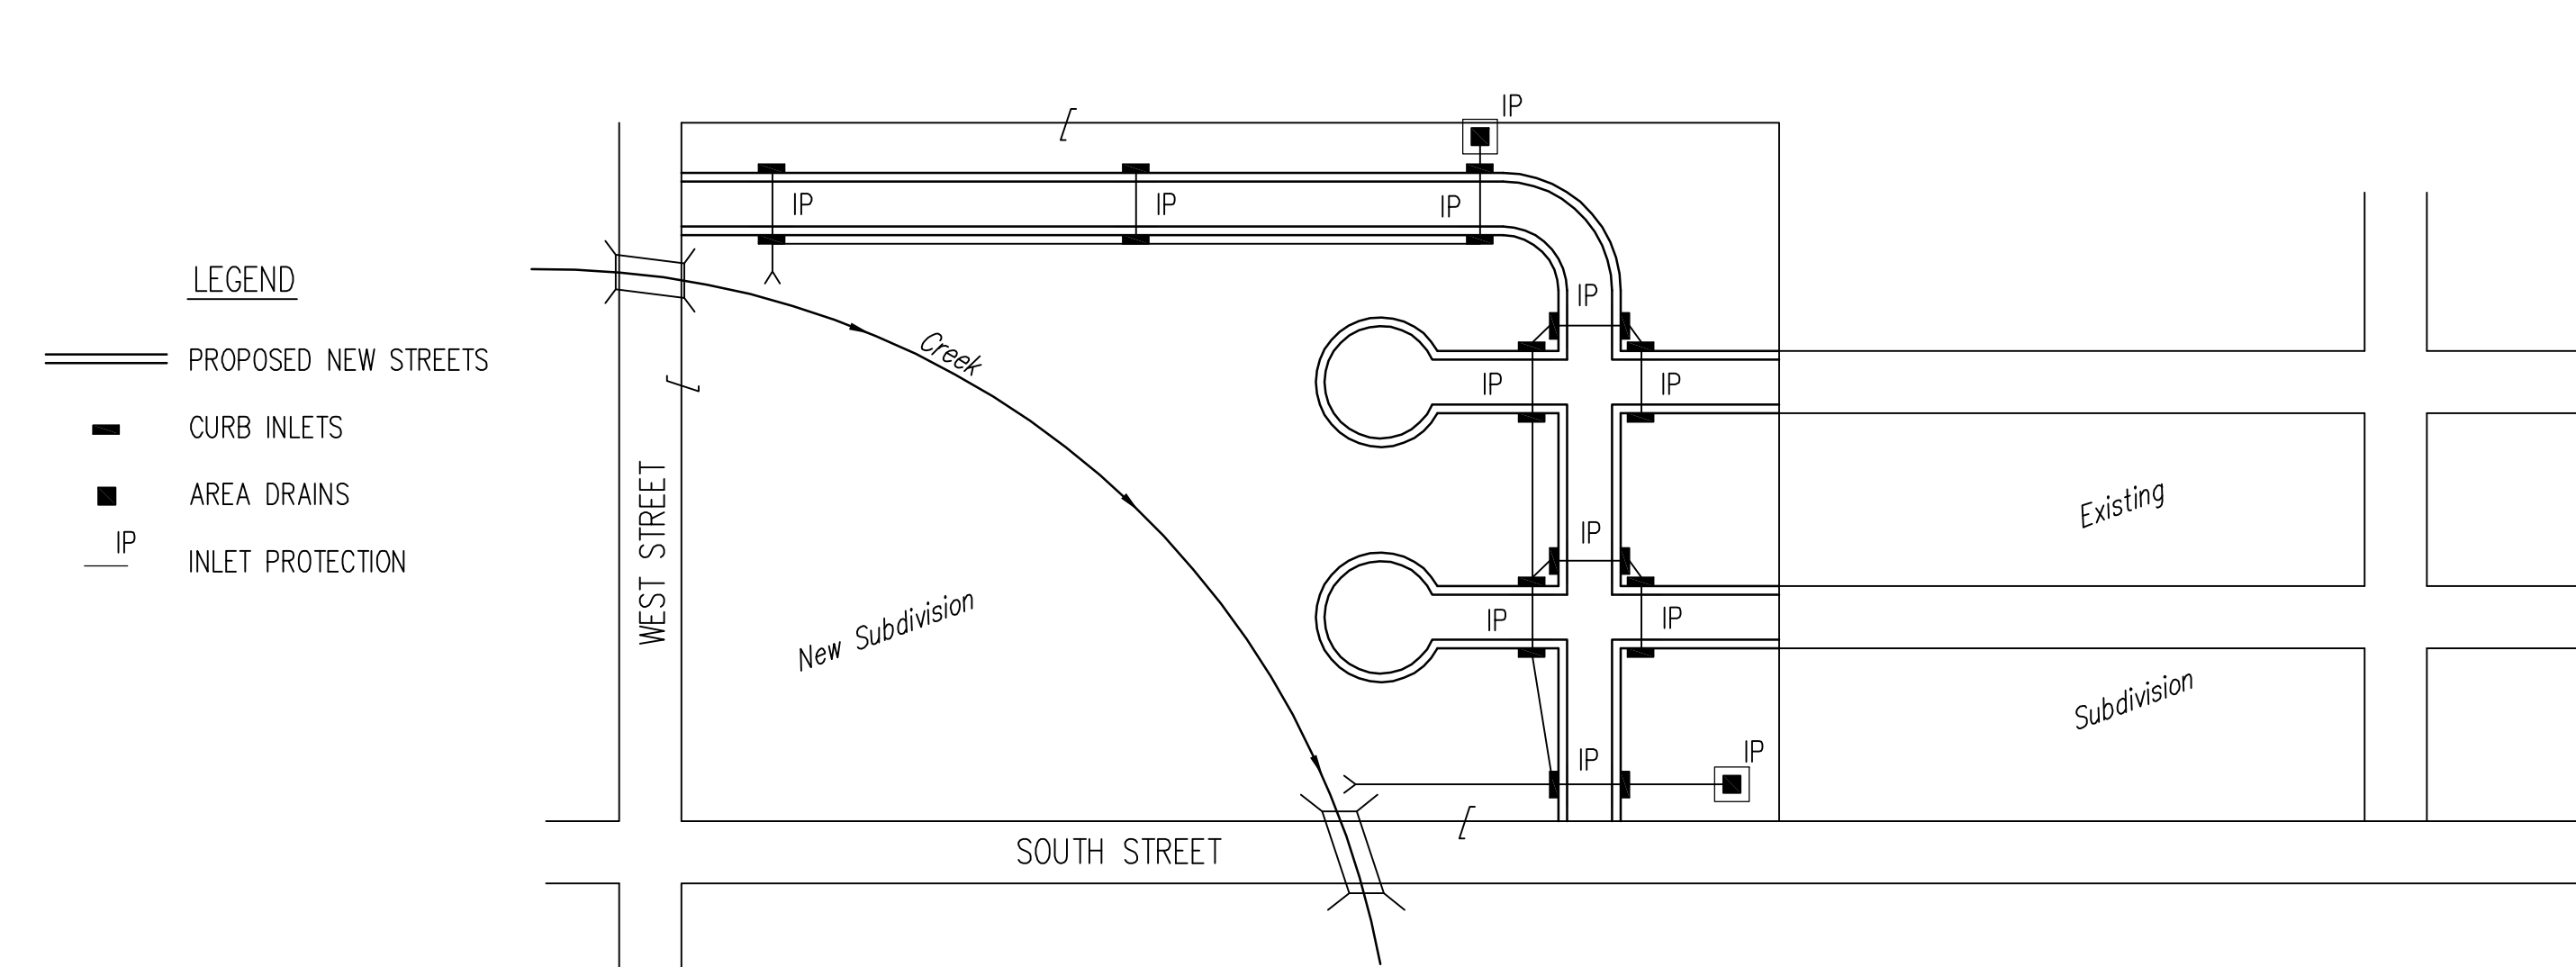 LEGEND
PROPOSED NEW STREETS
CURB INLETS
AREA DRAINS
IP
INLET PROTECTION
IP
IP
IP
IP
IP
Creek
IP
IP
WEST STREET
Existing
IP
New Subdivision
IP
IP
Subdivision
IP
IP
SOUTH STREET